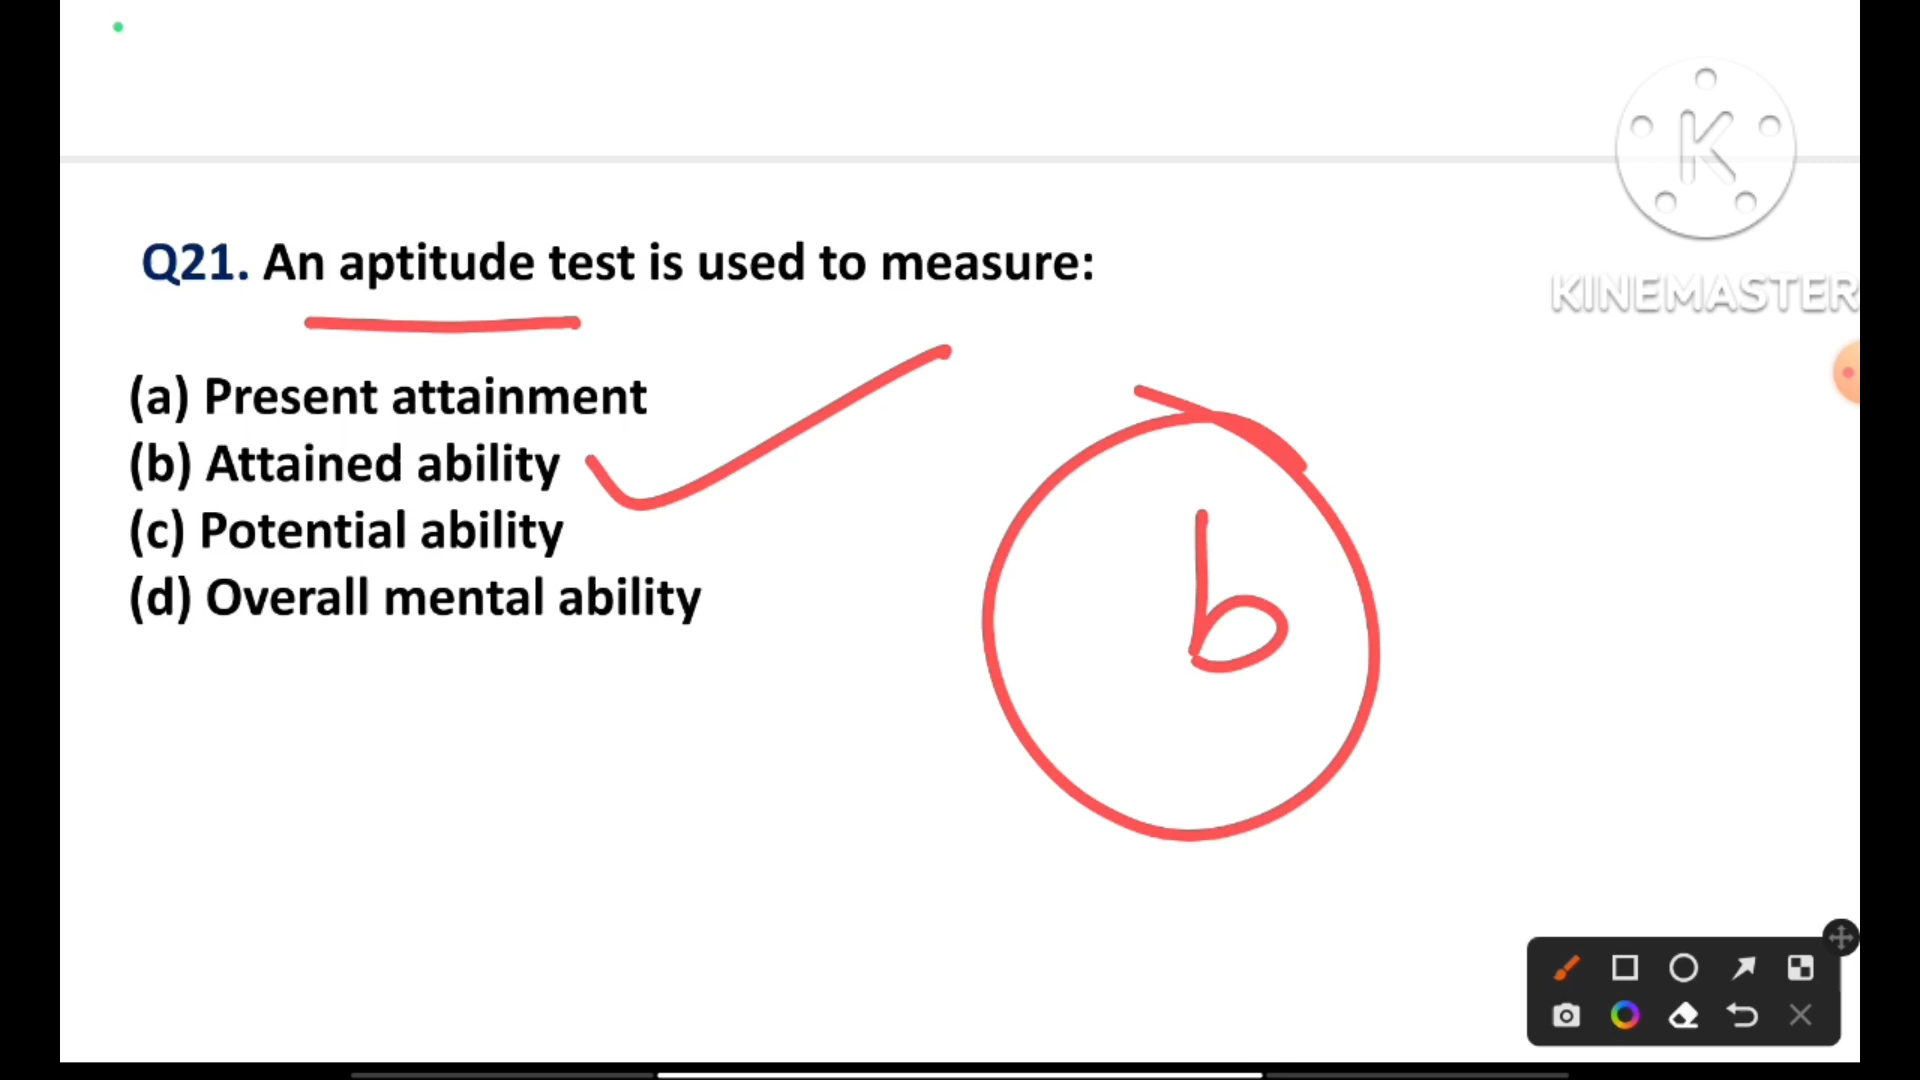 K
KINEMASTER
Q21. An aptitude test is used to measure:
(a) Present attainment
(b) Attained ability
(c) Potential ability
(d) Overall mental ability
b